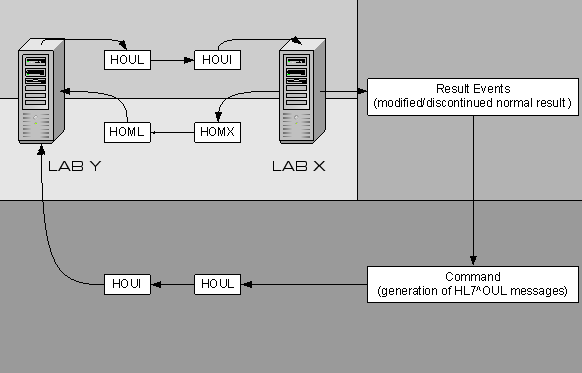 HOUL
HOUI
Result Events
(modified/discontinued normal result )
HOML
HOMX
LAB Y
LAB X
HOUI
HOUL
Command
(generation of HL7^OUL messages)